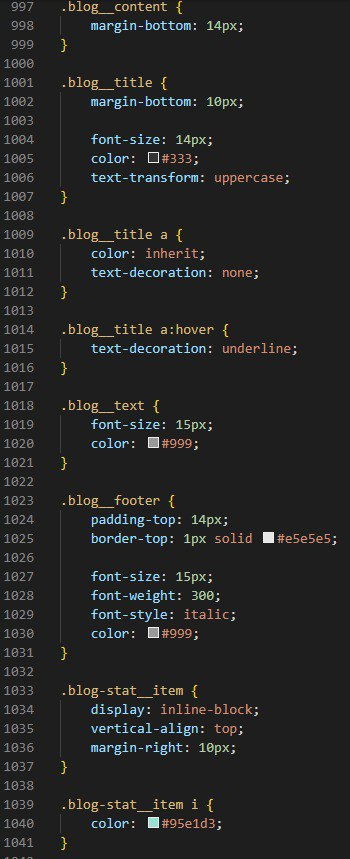 997 .blog__content {
998     margin-bottom: 14px;
999 }
1000
1001 .blog__title {
1002     margin-bottom: 10px;
1003
1004     font-size: 14px;
1005     color: #333;
1006     text-transform: uppercase;
1007 }
1008
1009 .blog__title a {
1010     color: inherit;
1011     text-decoration: none;
1012 }
1013
1014 .blog__title a:hover {
1015     text-decoration: underline;
1016 }
1017
1018 .blog__text {
1019     font-size: 15px;
1020     color: #999;
1021 }
1022
1023 .blog__footer {
1024     padding-top: 14px;
1025     border-top: 1px solid #e5e5e5;
1026
1027     font-size: 15px;
1028     font-weight: 300;
1029     font-style: italic;
1030     color: #999;
1031 }
1032
1033 .blog-stat__item {
1034     display: inline-block;
1035     vertical-align: top;
1036     margin-right: 10px;
1037 }
1038
1039 .blog-stat__item i {
1040     color: #95e1d3;
1041 }